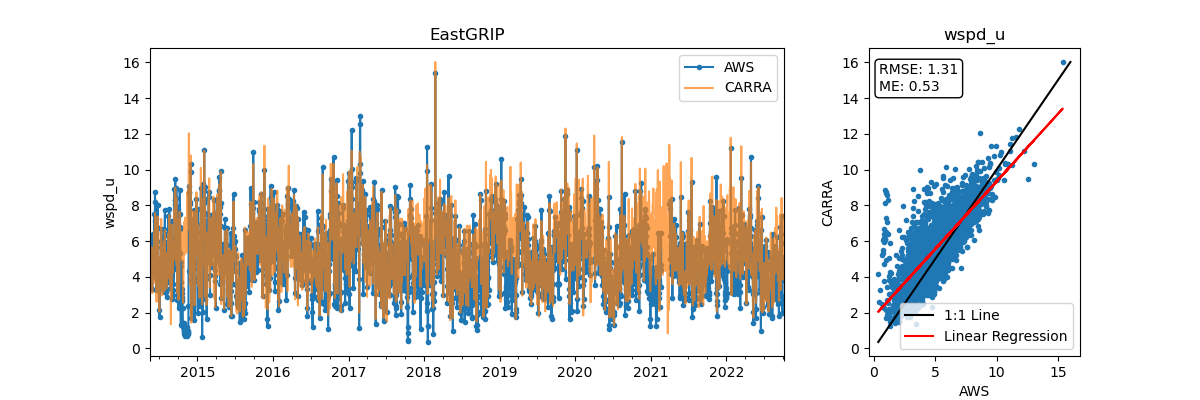 EastGRIP
wspd_u
16
14
12
10
8
6
4
2
0
2015 2016 2017 2018 2019 2020 2021 2022
AWS
CARRA
wspd_u
CARRA
16
14
12
10
8
6
4
2
0
RMSE: 1.31
ME: 0.53
1:1 Line
Linear Regression
0 5 10 15
AWS